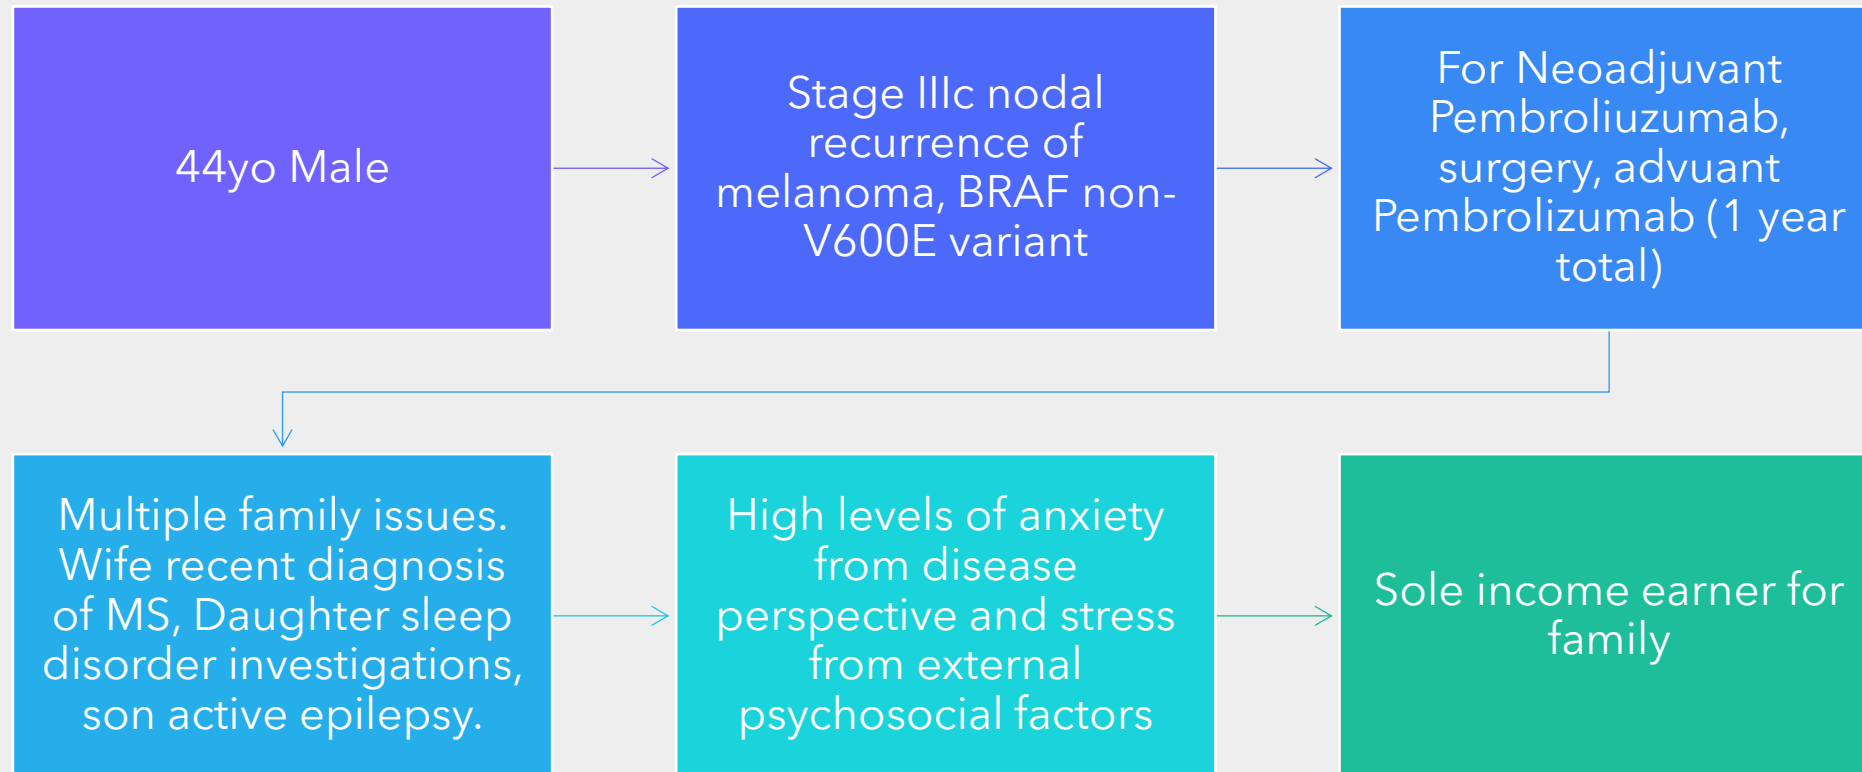 44yo Male
Stage IIIc nodal
recurrence of
melanoma, BRAF non-
V600E variant
For Neoadjuvant
Pembroliuzumab,
surgery, advuant
Pembrolizumab (1 year
total)
Multiple family issues.
Wife recent diagnosis
of MS, Daughter sleep
disorder investigations,
son active epilepsy.
High levels of anxiety
from disease
perspective and stress
from external
psychosocial factors
Sole income earner for
family